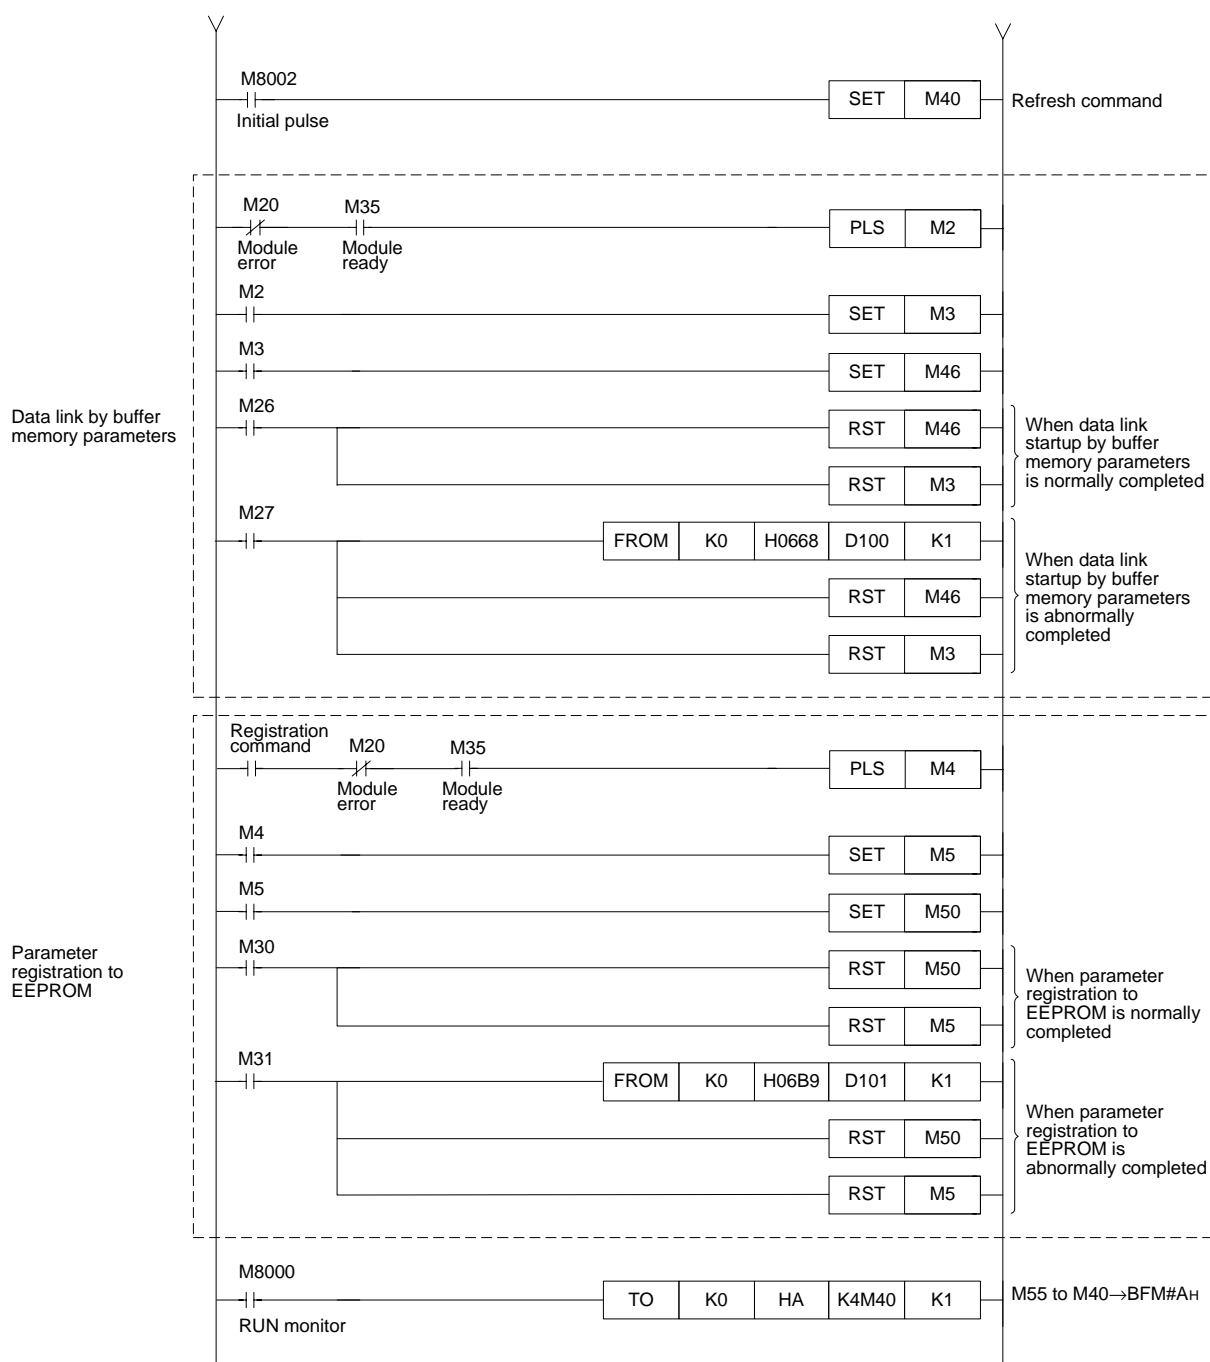 M8002
SET M40 Refresh command
Initial pulse
M20 M35
PLS M2
Module error Module ready
M2
SET M3
M3
SET M46
Data link by buffer
memory parameters
M26
RST M46
RST M3
When data link
startup by buffer
memory parameters
is normally completed
M27
FROM K0 H0668 D100 K1
RST M46
RST M3
When data link
startup by buffer
memory parameters
is abnormally
completed
Registration
command M20 M35
PLS M4
Module error Module ready
M4
SET M5
M5
SET M50
Parameter
registration to
EEPROM
M30
RST M50
RST M5
When parameter
registration to
EEPROM is normally
completed
M31
FROM K0 H06B9 D101 K1
RST M50
RST M5
When parameter
registration to
EEPROM is
abnormally completed
M8000
TO K0 HA K4M40 K1 M55 to M40→BFM#AH
RUN monitor